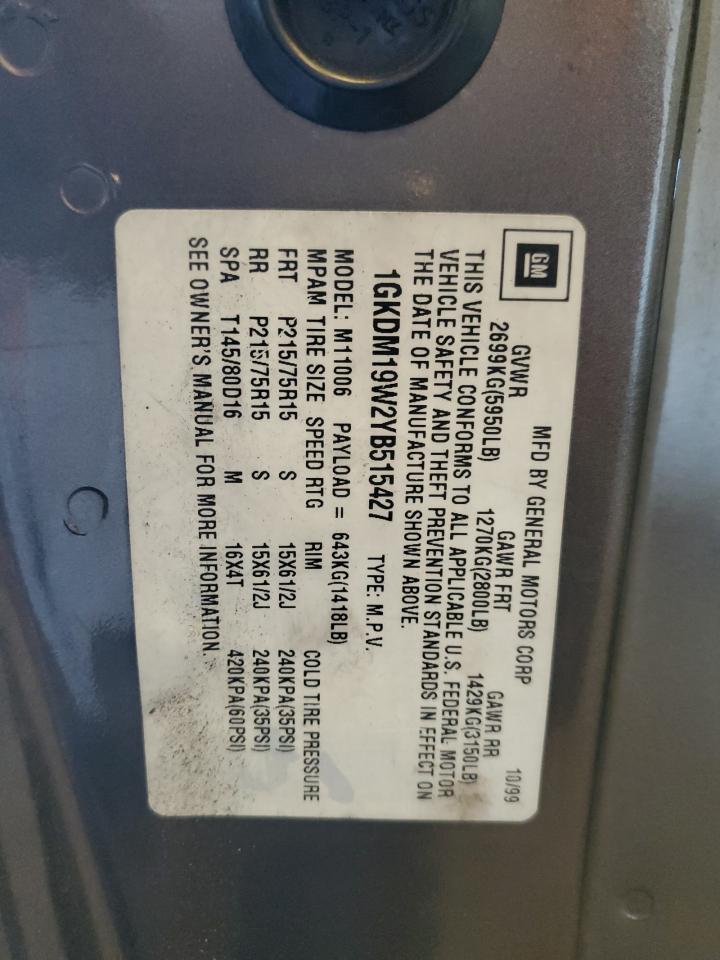 GM
MFD BY GENERAL MOTORS CORP 10/99
GVWR GAWR FRT GAWR RR
2699KG(5950LB) 1270KG(2800LB) 1429KG(3150LB)
THIS VEHICLE CONFORMS TO ALL APPLICABLE U.S. FEDERAL MOTOR
VEHICLE SAFETY AND THEFT PREVENTION STANDARDS IN EFFECT ON
THE DATE OF MANUFACTURE SHOWN ABOVE.
1GKDM19W2YB515427 TYPE: M.P.V.
MODEL: M11006 PAYLOAD = 643KG(1418LB)
MPAM TIRE SIZE SPEED RTG RIM COLD TIRE PRESSURE
FRT P215/75R15 S 15X61/2J 240KPA(35PSI)
RR P215/75R15 S 15X61/2J 240KPA(35PSI)
SPA T145/80D16 M 16X4T 420KPA(60PSI)
SEE OWNER'S MANUAL FOR MORE INFORMATION.